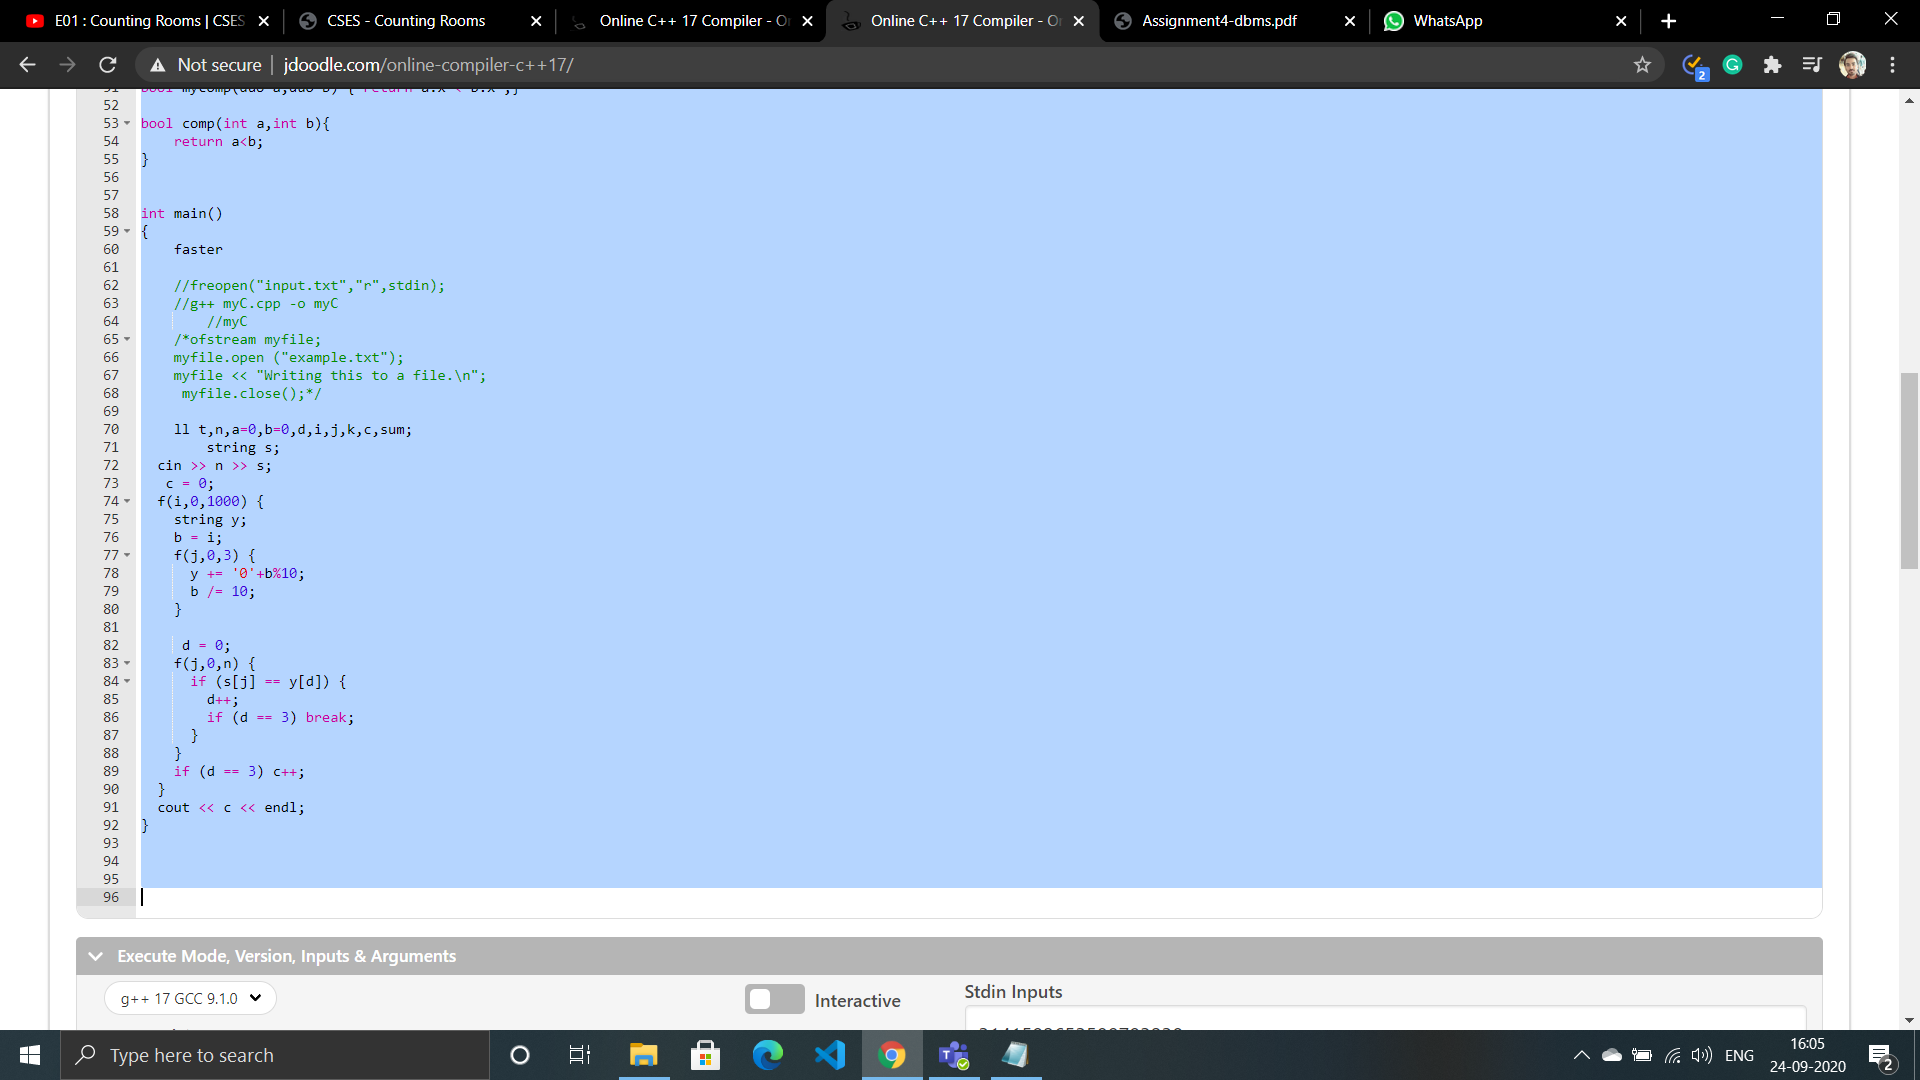 E01 : Counting Rooms | CSES
CSES - Counting Rooms
Online C++ 17 Compiler - O
Online C++ 17 Compiler - O
Assignment4-dbms.pdf
WhatsApp
Not secure | jdoodle.com/online-compiler-c++17/
2
52
53 bool comp(int a,int b){
54 return a<b;
55 }
56
57
58 int main()
59 {
60 faster
61
62 //freopen("input.txt","r",stdin);
63 //g++ myC.cpp -o myC
64 //myC
65 /*ofstream myfile;
66 myfile.open ("example.txt");
67 myfile << "Writing this to a file.\n";
68 myfile.close();*/
69
70 ll t,n,a=0,b=0,d,i,j,k,c,sum;
71 string s;
72 cin >> n >> s;
73 c = 0;
74 f(i,0,1000) {
75 string y;
76 b = i;
77 f(j,0,3) {
78 y += '0'+b%10;
79 b /= 10;
80 }
81
82 d = 0;
83 f(j,0,n) {
84 if (s[j] == y[d]) {
85 d++;
86 if (d == 3) break;
87 }
88 }
89 if (d == 3) c++;
90 }
91 cout << c << endl;
92 }
93
94
95
96
Execute Mode, Version, Inputs & Arguments
g++ 17 GCC 9.1.0
Interactive
Stdin Inputs
Type here to search
ENG
16:05
24-09-2020
2